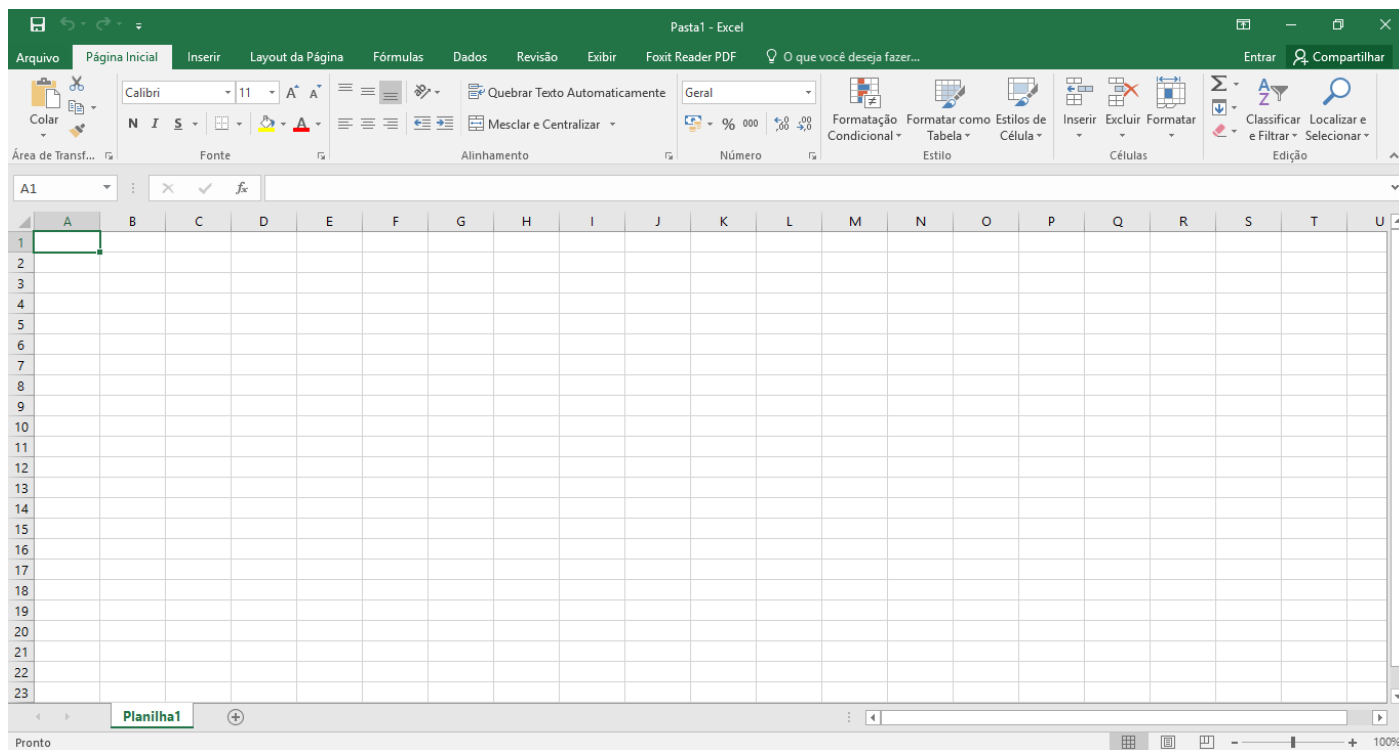 Pasta1 - Excel
Arquivo Página Inicial Inserir Layout da Página Fórmulas Dados Revisão Exibir Foxit Reader PDF O que você deseja fazer... Entrar Compartilhar
Colar
Calibri 11 A A Quebrar Texto Automaticamente Geral
N I S A Mesclar e Centralizar % 000 ,00 ,0
Formatação Condicional
Formatar como Tabela
Estilos de Célula
Inserir Excluir Formatar
Classificar e Filtrar
Localizar e Selecionar
Área de Transf... Fonte Alinhamento Número Estilo Células Edição
A1 fx
A B C D E F G H I J K L M N O P Q R S T U
1
2
3
4
5
6
7
8
9
10
11
12
13
14
15
16
17
18
19
20
21
22
23
Planilha1
Pronto 100%